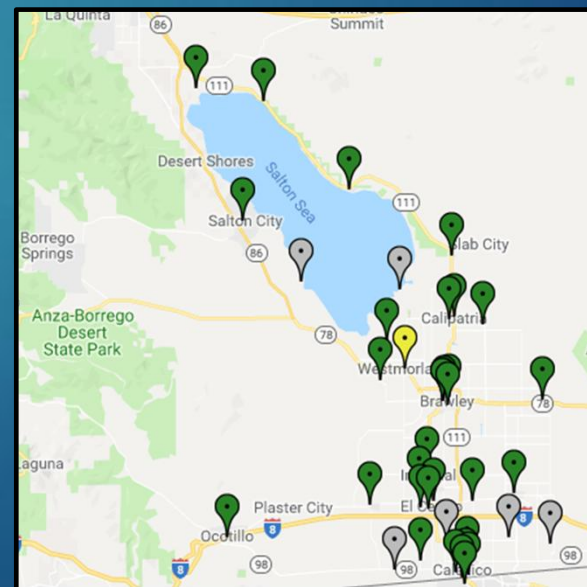 La Quinta
86
Summit
111
Desert Shores
Salton Sea
111
Salton City
Slab City
Borrego
Springs
86
Anza-Borrego
Desert
State Park
Calipatria
78
Westmorla
Brawley
78
111
Laguna
El Ce
Plaster City
8
8
Ocotillo
98
98
98
8